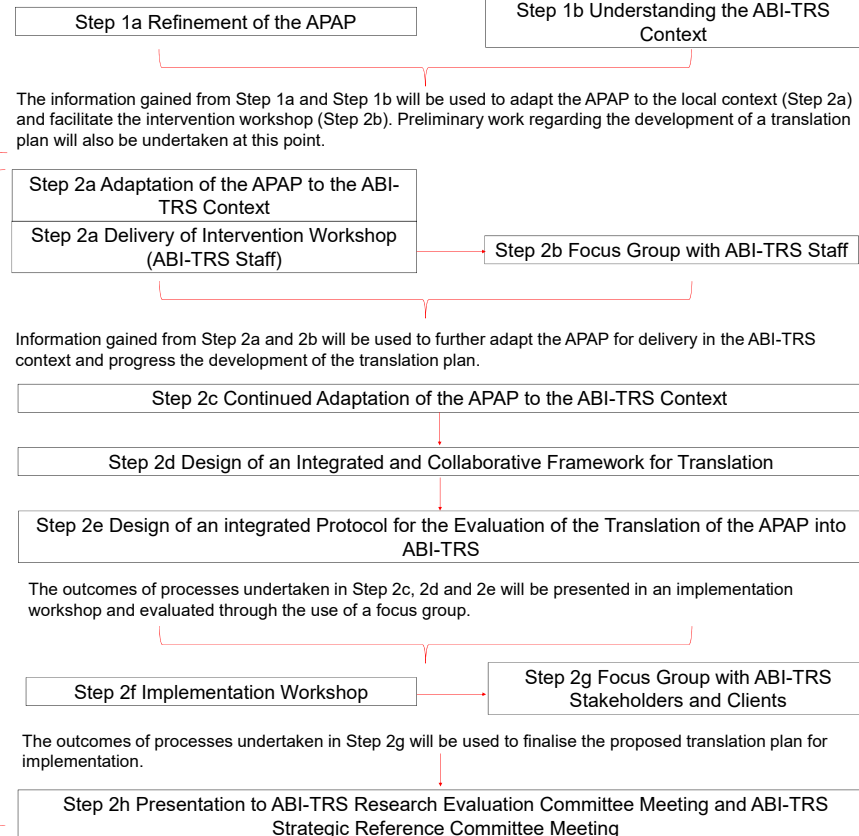 Step 1a Refinement of the APAP
Step 1b Understanding the ABI-TRS
Context
The information gained from Step 1a and Step 1b will be used to adapt the APAP to the local context (Step 2a)
and facilitate the intervention workshop (Step 2b). Preliminary work regarding the development of a translation
plan will also be undertaken at this point.
Step 2a Adaptation of the APAP to the ABI-
TRS Context
Step 2a Delivery of Intervention Workshop
(ABI-TRS Staff)
Step 2b Focus Group with ABI-TRS Staff
Information gained from Step 2a and 2b will be used to further adapt the APAP for delivery in the ABI-TRS
context and progress the development of the translation plan.
Step 2c Continued Adaptation of the APAP to the ABI-TRS Context
Step 2d Design of an Integrated and Collaborative Framework for Translation
Step 2e Design of an integrated Protocol for the Evaluation of the Translation of the APAP into
ABI-TRS
The outcomes of processes undertaken in Step 2c, 2d and 2e will be presented in an implementation
workshop and evaluated through the use of a focus group.
Step 2f Implementation Workshop
Step 2g Focus Group with ABI-TRS
Stakeholders and Clients
The outcomes of processes undertaken in Step 2g will be used to finalise the proposed translation plan for
implementation.
Step 2h Presentation to ABI-TRS Research Evaluation Committee Meeting and ABI-TRS
Strategic Reference Committee Meeting